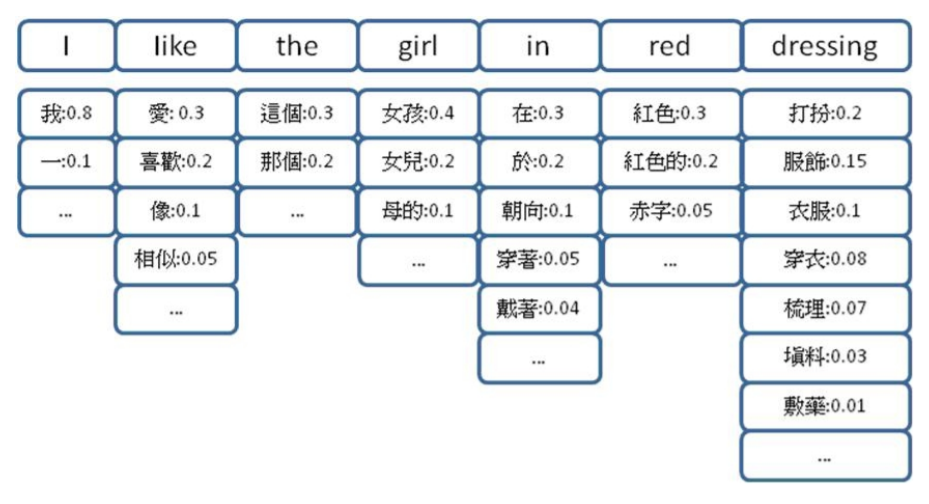 I like the girl in red dressing
我:0.8 愛: 0.3 這個:0.3 女孩:0.4 在:0.3 紅色:0.3 打扮:0.2
一:0.1 喜歡:0.2 那個:0.2 女兒:0.2 於:0.2 紅色的:0.2 服飾:0.15
... 像:0.1 ... 母的:0.1 朝向:0.1 赤字:0.05 衣服:0.1
相似:0.05 ... 穿著:0.05 ... 穿衣:0.08
... 戴著:0.04 梳理:0.07
... 填料:0.03
敷藥:0.01
...